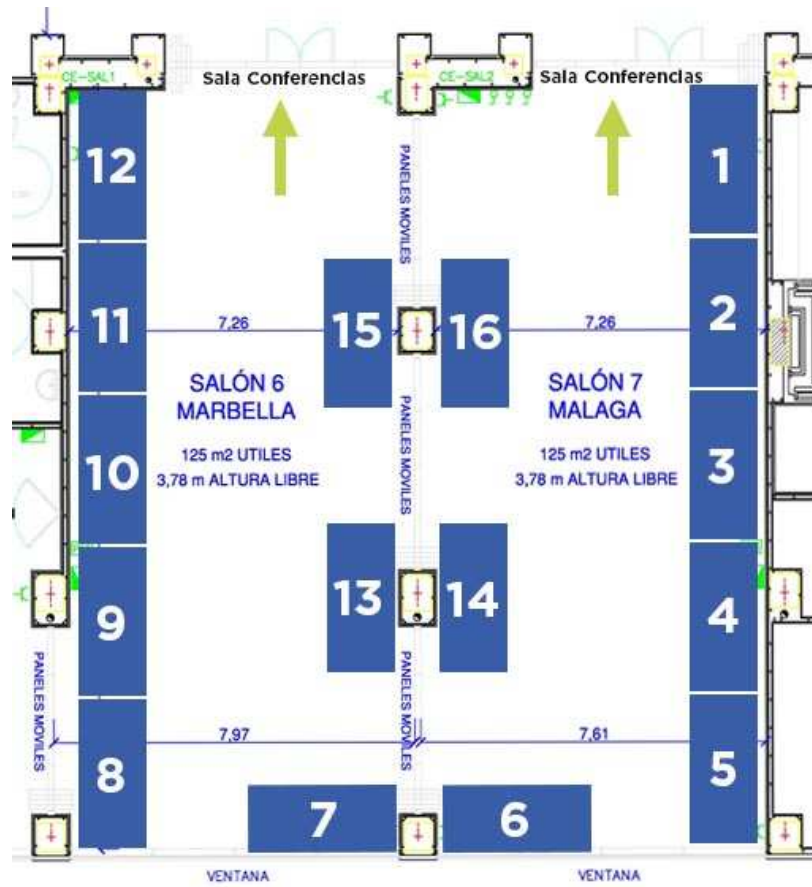 CE-SAL1
Sala Conferencias
CE-SAL2
Sala Conferencias
12
1
PANELES MOVILES
11
15
16
2
7,26
7,26
SALÓN 6
MARBELLA
125 m2 UTILES
3,78 m ALTURA LIBRE
SALÓN 7
MALAGA
125 m2 UTILES
3,78 m ALTURA LIBRE
PANELES MOVILES
10
3
9
13
14
4
PANELES MOVILES
PANELES MOVILES
7,97
7,61
8
5
7
6
VENTANA
VENTANA